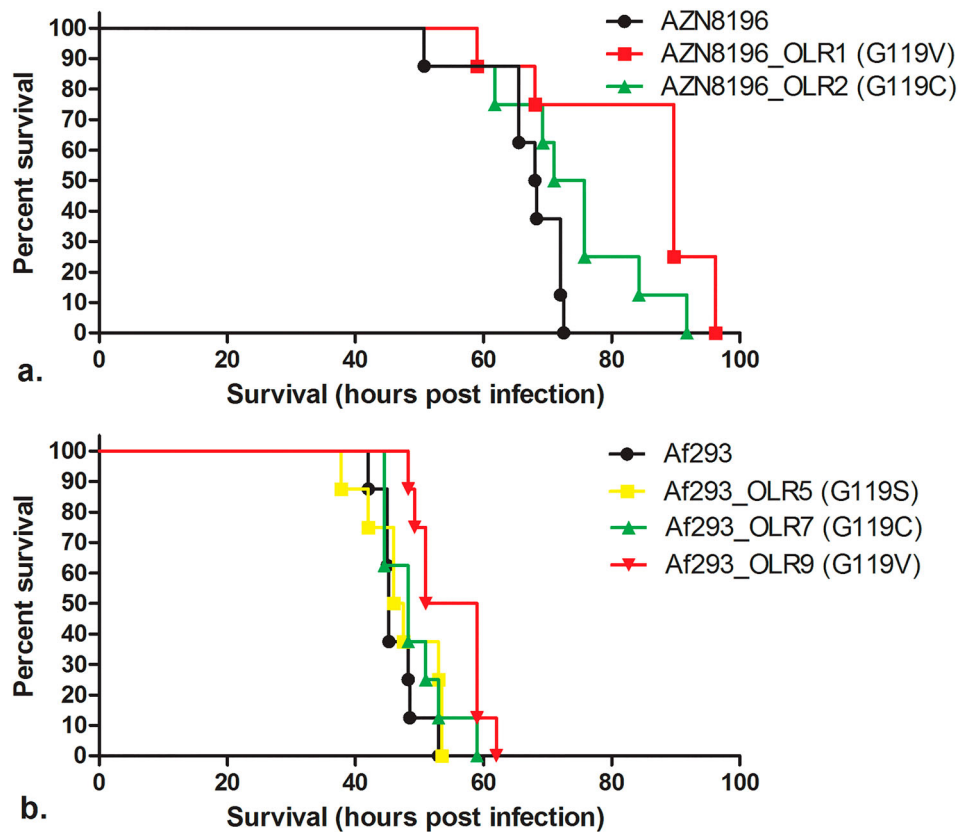 AZN8196
AZN8196_OLR1 (G119V)
AZN8196_OLR2 (G119C)
Percent survival
100
90
80
70
60
50
40
30
20
10
0
0 20 40 60 80 100
Survival (hours post infection)
a.
Af293
Af293_OLR5 (G119S)
Af293_OLR7 (G119C)
Af293_OLR9 (G119V)
Percent survival
100
90
80
70
60
50
40
30
20
10
0
0 20 40 60 80 100
Survival (hours post infection)
b.